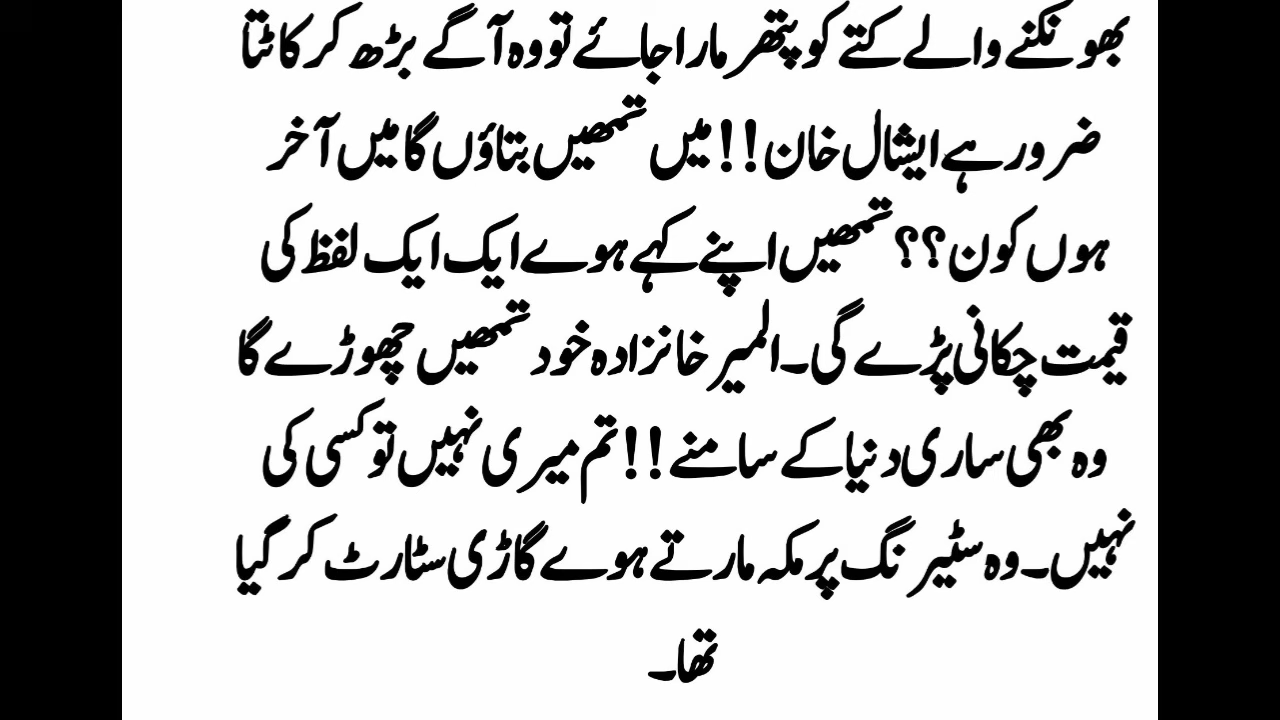 بھونکنے والے کتے کو پتھر مارا جائے تو وہ آگے بڑھ کر کاٹتا
ضرور ہے ایشال خان!! میں تمھیں بتاؤں گا میں آخر
ہوں کون؟؟ تمھیں اپنے کہے ہوے ایک ایک لفظ کی
قیمت چکانی پڑے گی۔ المیر خانزادہ خود تمھیں چھوڑے گا
وہ بھی ساری دنیا کے سامنے!! تم میری نہیں تو کسی کی
نہیں۔ وہ سٹیرنگ پر مکہ مارتے ہوے گاڑی سٹارٹ کر گیا
تھا۔